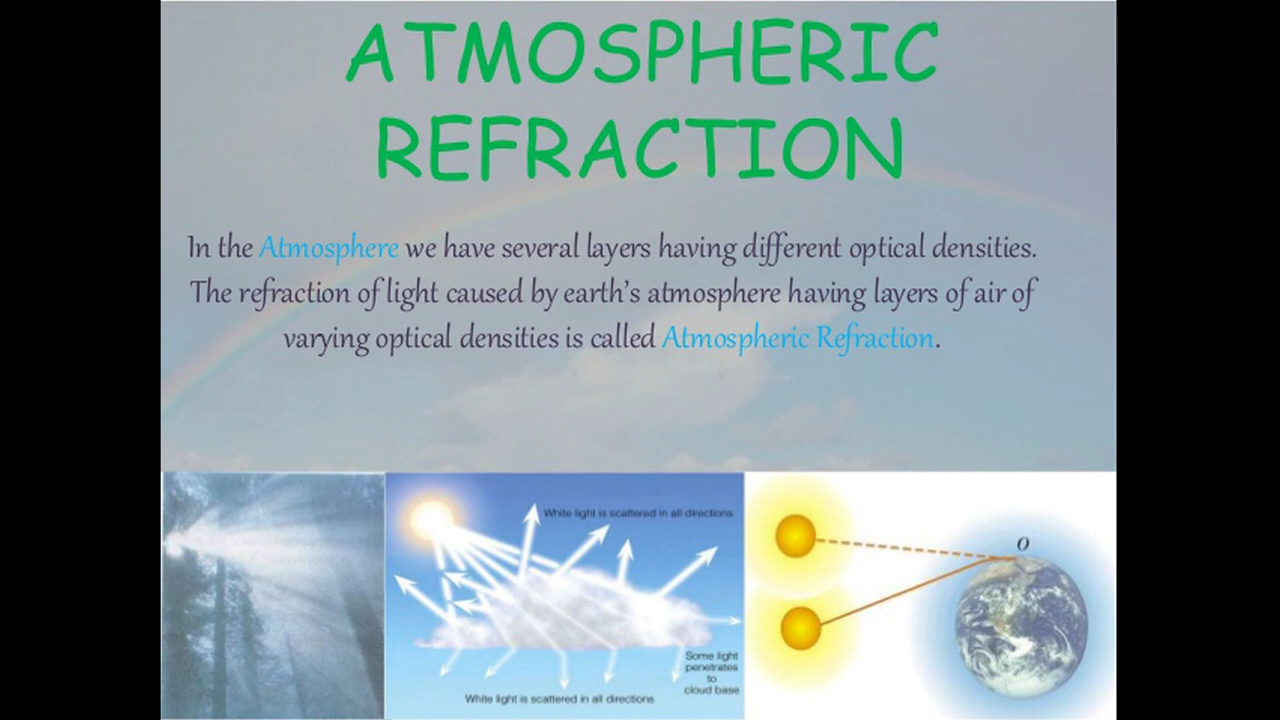 ATMOSPHERIC
REFRACTION
In the Atmosphere we have several layers having different optical densities.
The refraction of light caused by earth's atmosphere having layers of air of
varying optical densities is called Atmospheric Refraction.
White light is scattered in all directions
Some light
penetrates
to
cloud base
White light is scattered in all directions
O